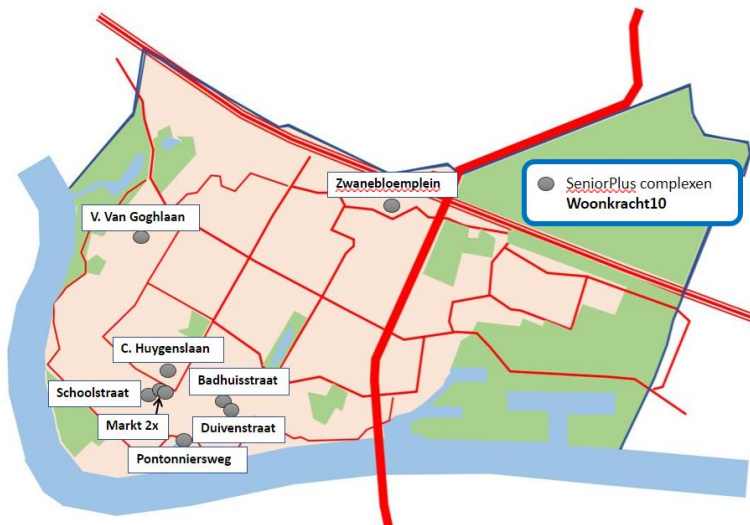 Zwanebloemplein
SeniorPlus complexen
Woonkracht10
V. Van Goghlaan
C. Huygenslaan
Badhuisstraat
Schoolstraat
Markt 2x
Duivenstraat
Pontonniersweg